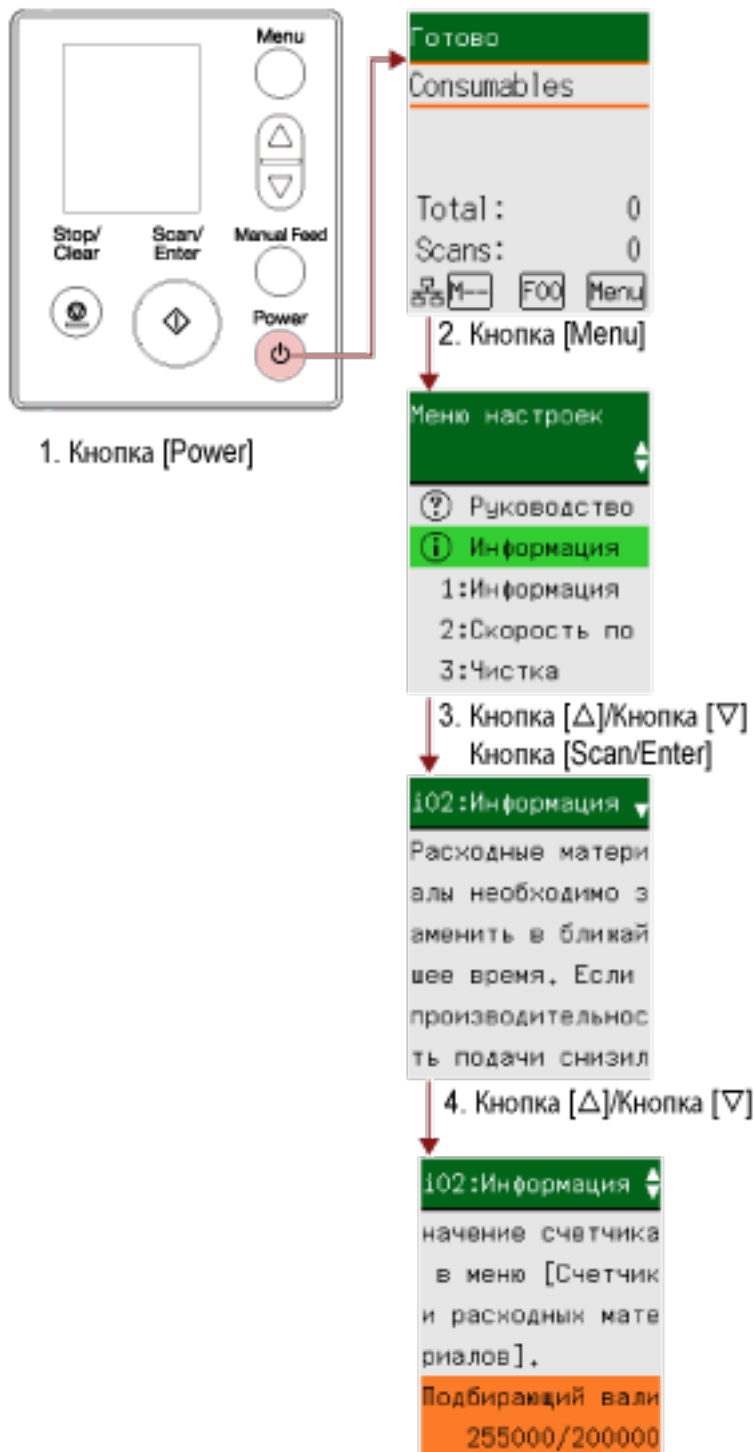 Menu
Stop/
Clear
Scan/
Enter
Manual Feed
Power
1. Кнопка [Power]
Готово
Consumables
Total: 0
Scans: 0
M-- F00 Menu
2. Кнопка [Menu]
Меню настроек
? Руководство
i Информация
1:Информация
2:Скорость по
3:Чистка
3. Кнопка [△]/Кнопка [▽]
Кнопка [Scan/Enter]
i02:Информация
Расходные матери
алы необходимо з
аменить в ближай
шее время. Если
производительнос
ть подачи снизил
4. Кнопка [△]/Кнопка [▽]
i02:Информация
начение счетчика
в меню [Счетчик
и расходных мате
риалов].
Подбирающий вали
255000/200000